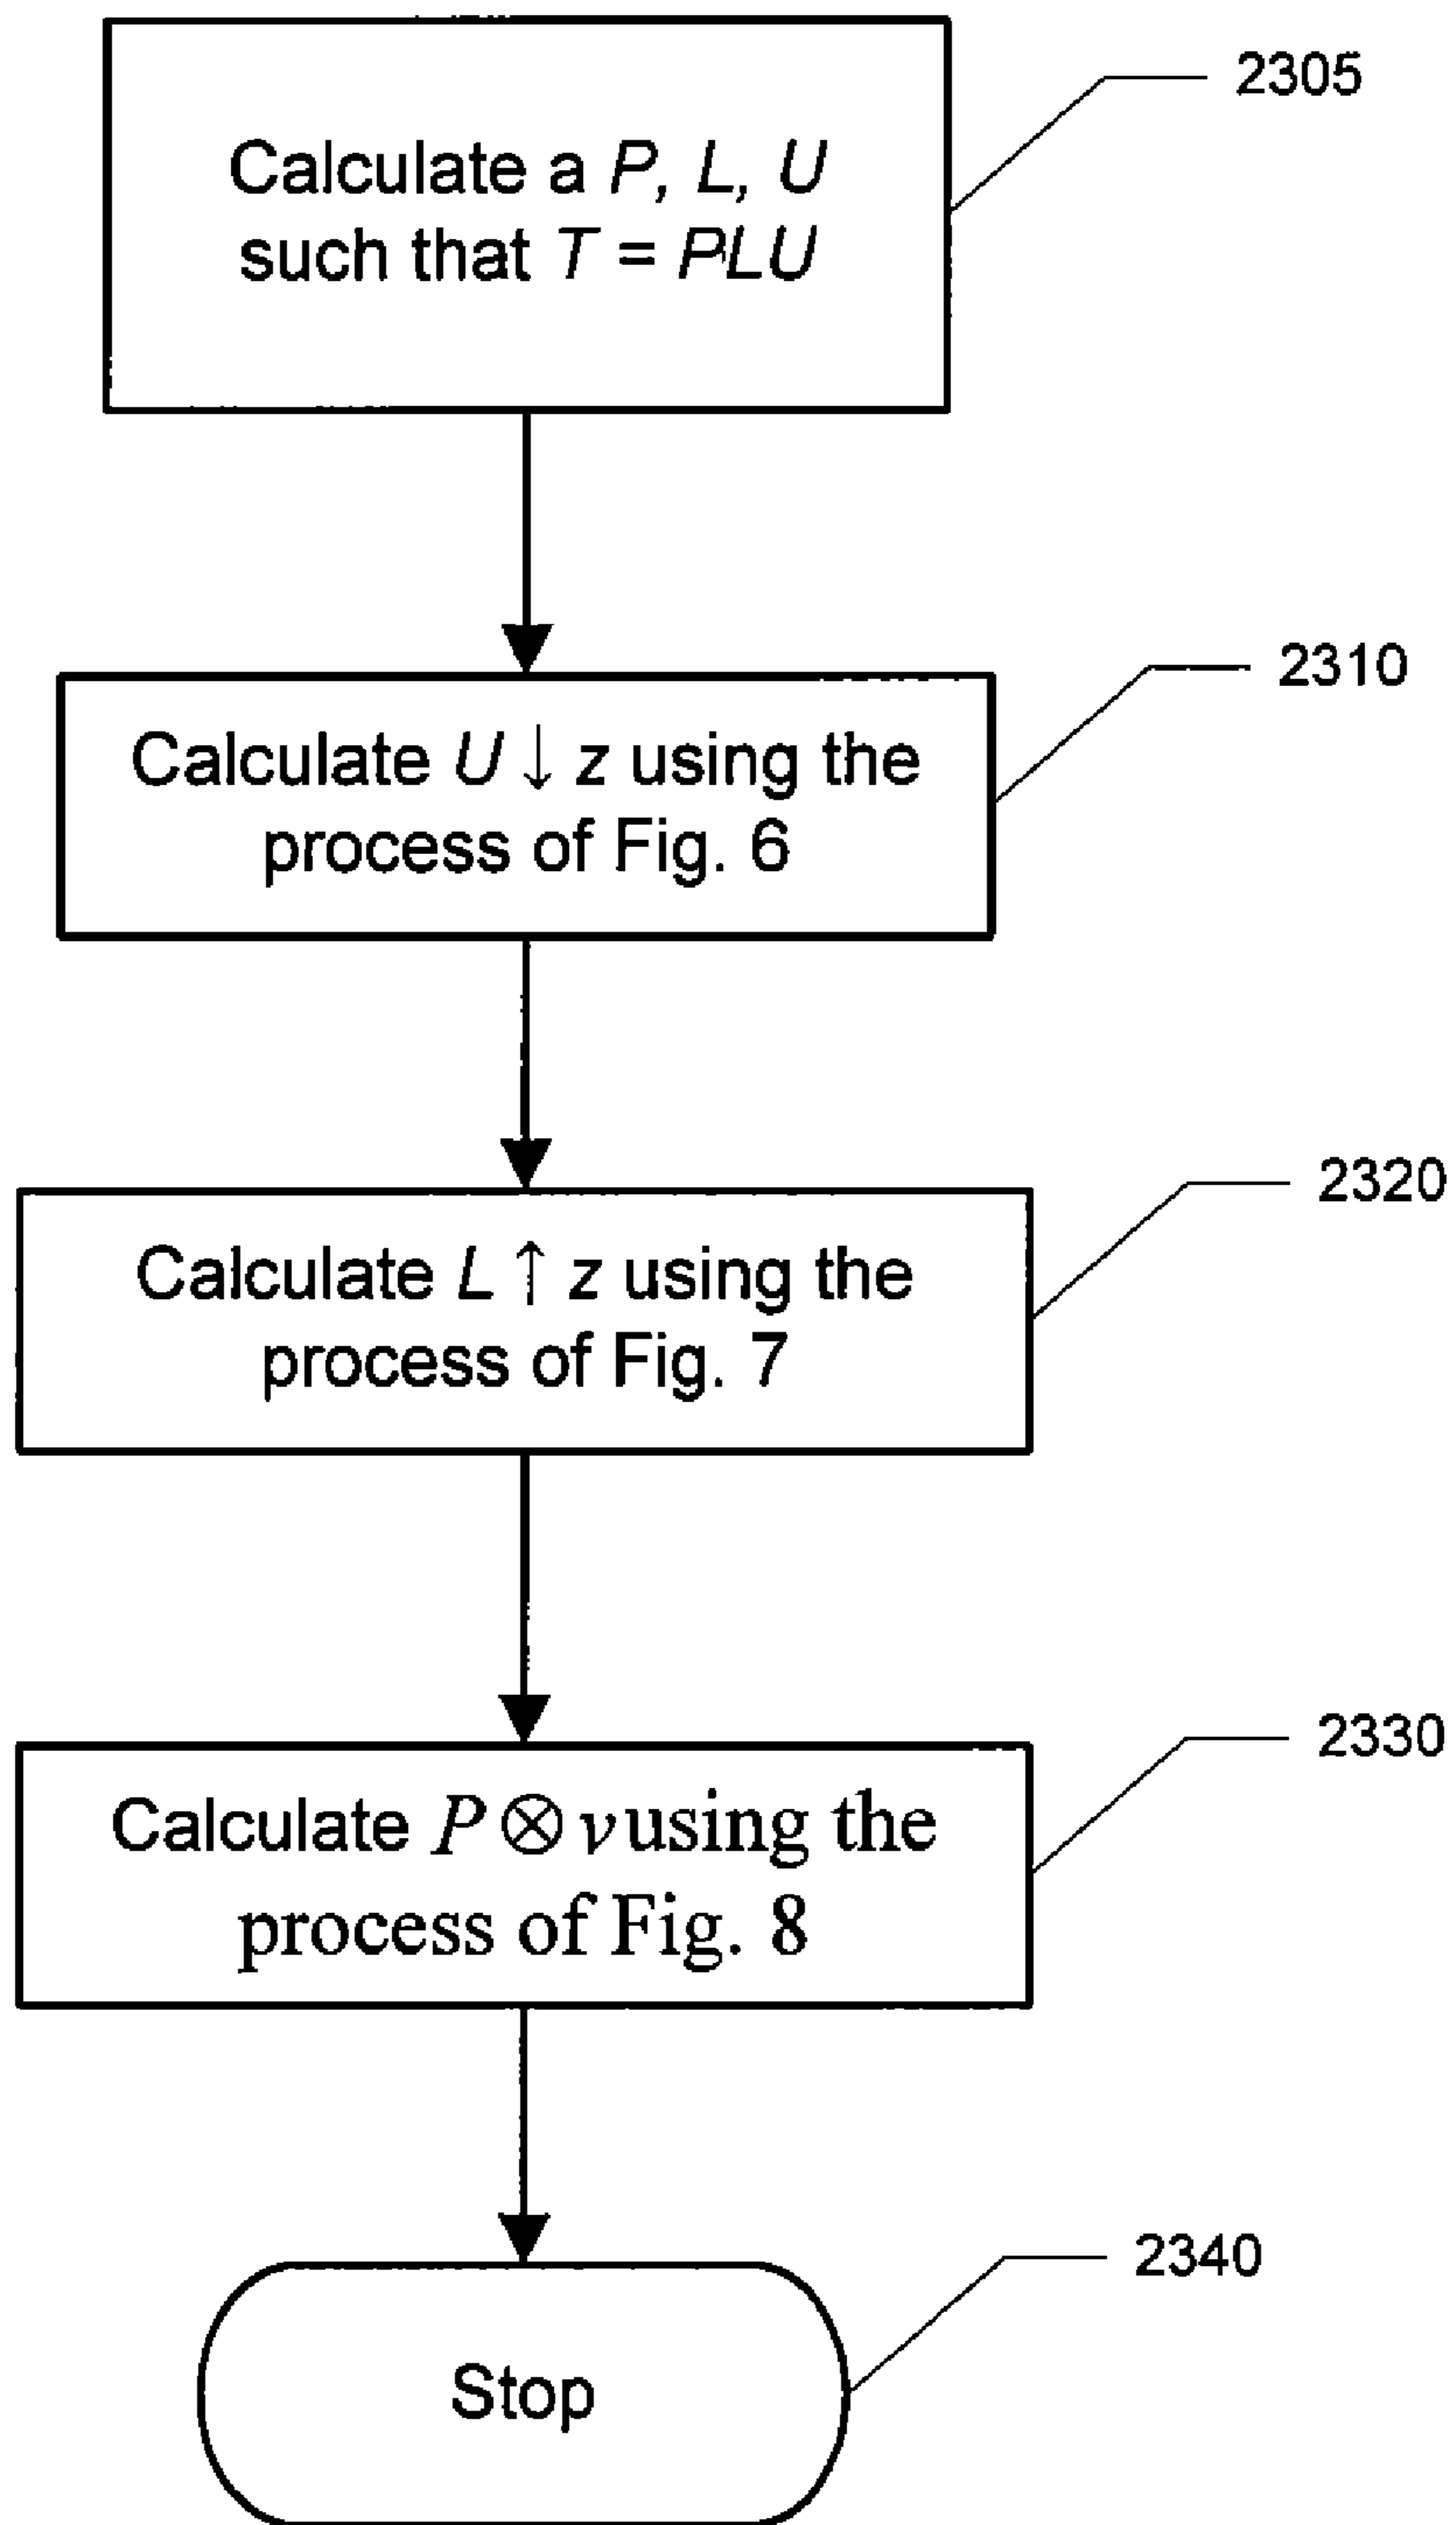 2305
Calculate a P, L, U
such that T = PLU
2310
Calculate U ↓ z using the
process of Fig. 6
2320
Calculate L ↑ z using the
process of Fig. 7
2330
Calculate P ⊗ v using the
process of Fig. 8
2340
Stop